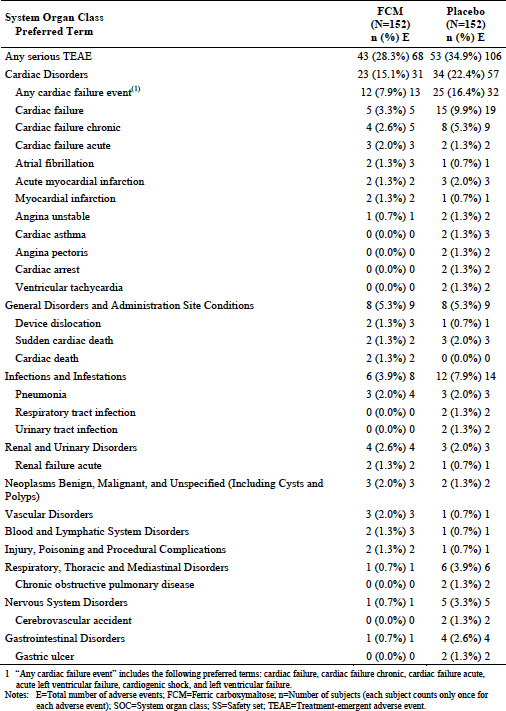 System Organ Class
Preferred Term
FCM
(N=152)
n (%) E
Placebo
(N=152)
n (%) E
Any serious TEAE 43 (28.3%) 68 53 (34.9%) 106
Cardiac Disorders 23 (15.1%) 31 34 (22.4%) 57
Any cardiac failure event(1) 12 (7.9%) 13 25 (16.4%) 32
Cardiac failure 5 (3.3%) 5 15 (9.9%) 19
Cardiac failure chronic 4 (2.6%) 5 8 (5.3%) 9
Cardiac failure acute 3 (2.0%) 3 2 (1.3%) 2
Atrial fibrillation 2 (1.3%) 3 1 (0.7%) 1
Acute myocardial infarction 2 (1.3%) 2 3 (2.0%) 3
Myocardial infarction 2 (1.3%) 2 1 (0.7%) 1
Angina unstable 1 (0.7%) 1 2 (1.3%) 2
Cardiac asthma 0 (0.0%) 0 2 (1.3%) 3
Angina pectoris 0 (0.0%) 0 2 (1.3%) 2
Cardiac arrest 0 (0.0%) 0 2 (1.3%) 2
Ventricular tachycardia 0 (0.0%) 0 2 (1.3%) 2
General Disorders and Administration Site Conditions 8 (5.3%) 9 8 (5.3%) 9
Device dislocation 2 (1.3%) 3 1 (0.7%) 1
Sudden cardiac death 2 (1.3%) 2 3 (2.0%) 3
Cardiac death 2 (1.3%) 2 0 (0.0%) 0
Infections and Infestations 6 (3.9%) 8 12 (7.9%) 14
Pneumonia 3 (2.0%) 4 3 (2.0%) 3
Respiratory tract infection 0 (0.0%) 0 2 (1.3%) 2
Urinary tract infection 0 (0.0%) 0 2 (1.3%) 2
Renal and Urinary Disorders 4 (2.6%) 4 3 (2.0%) 3
Renal failure acute 2 (1.3%) 2 1 (0.7%) 1
Neoplasms Benign, Malignant, and Unspecified (Including Cysts and
Polyps) 3 (2.0%) 3 2 (1.3%) 2
Vascular Disorders 3 (2.0%) 3 1 (0.7%) 1
Blood and Lymphatic System Disorders 2 (1.3%) 3 1 (0.7%) 1
Injury, Poisoning and Procedural Complications 2 (1.3%) 2 1 (0.7%) 1
Respiratory, Thoracic and Mediastinal Disorders 1 (0.7%) 1 6 (3.9%) 6
Chronic obstructive pulmonary disease 0 (0.0%) 0 2 (1.3%) 2
Nervous System Disorders 1 (0.7%) 1 5 (3.3%) 5
Cerebrovascular accident 0 (0.0%) 0 2 (1.3%) 2
Gastrointestinal Disorders 1 (0.7%) 1 4 (2.6%) 4
Gastric ulcer 0 (0.0%) 0 2 (1.3%) 2
1 "Any cardiac failure event" includes the following preferred terms: cardiac failure, cardiac failure chronic, cardiac failure acute,
acute left ventricular failure, cardiogenic shock, and left ventricular failure.
Notes: E=Total number of adverse events; FCM=Ferric carboxymaltose; n=Number of subjects (each subject counts only once for
each adverse event); SOC=System organ class; SS=Safety set; TEAE=Treatment-emergent adverse event.